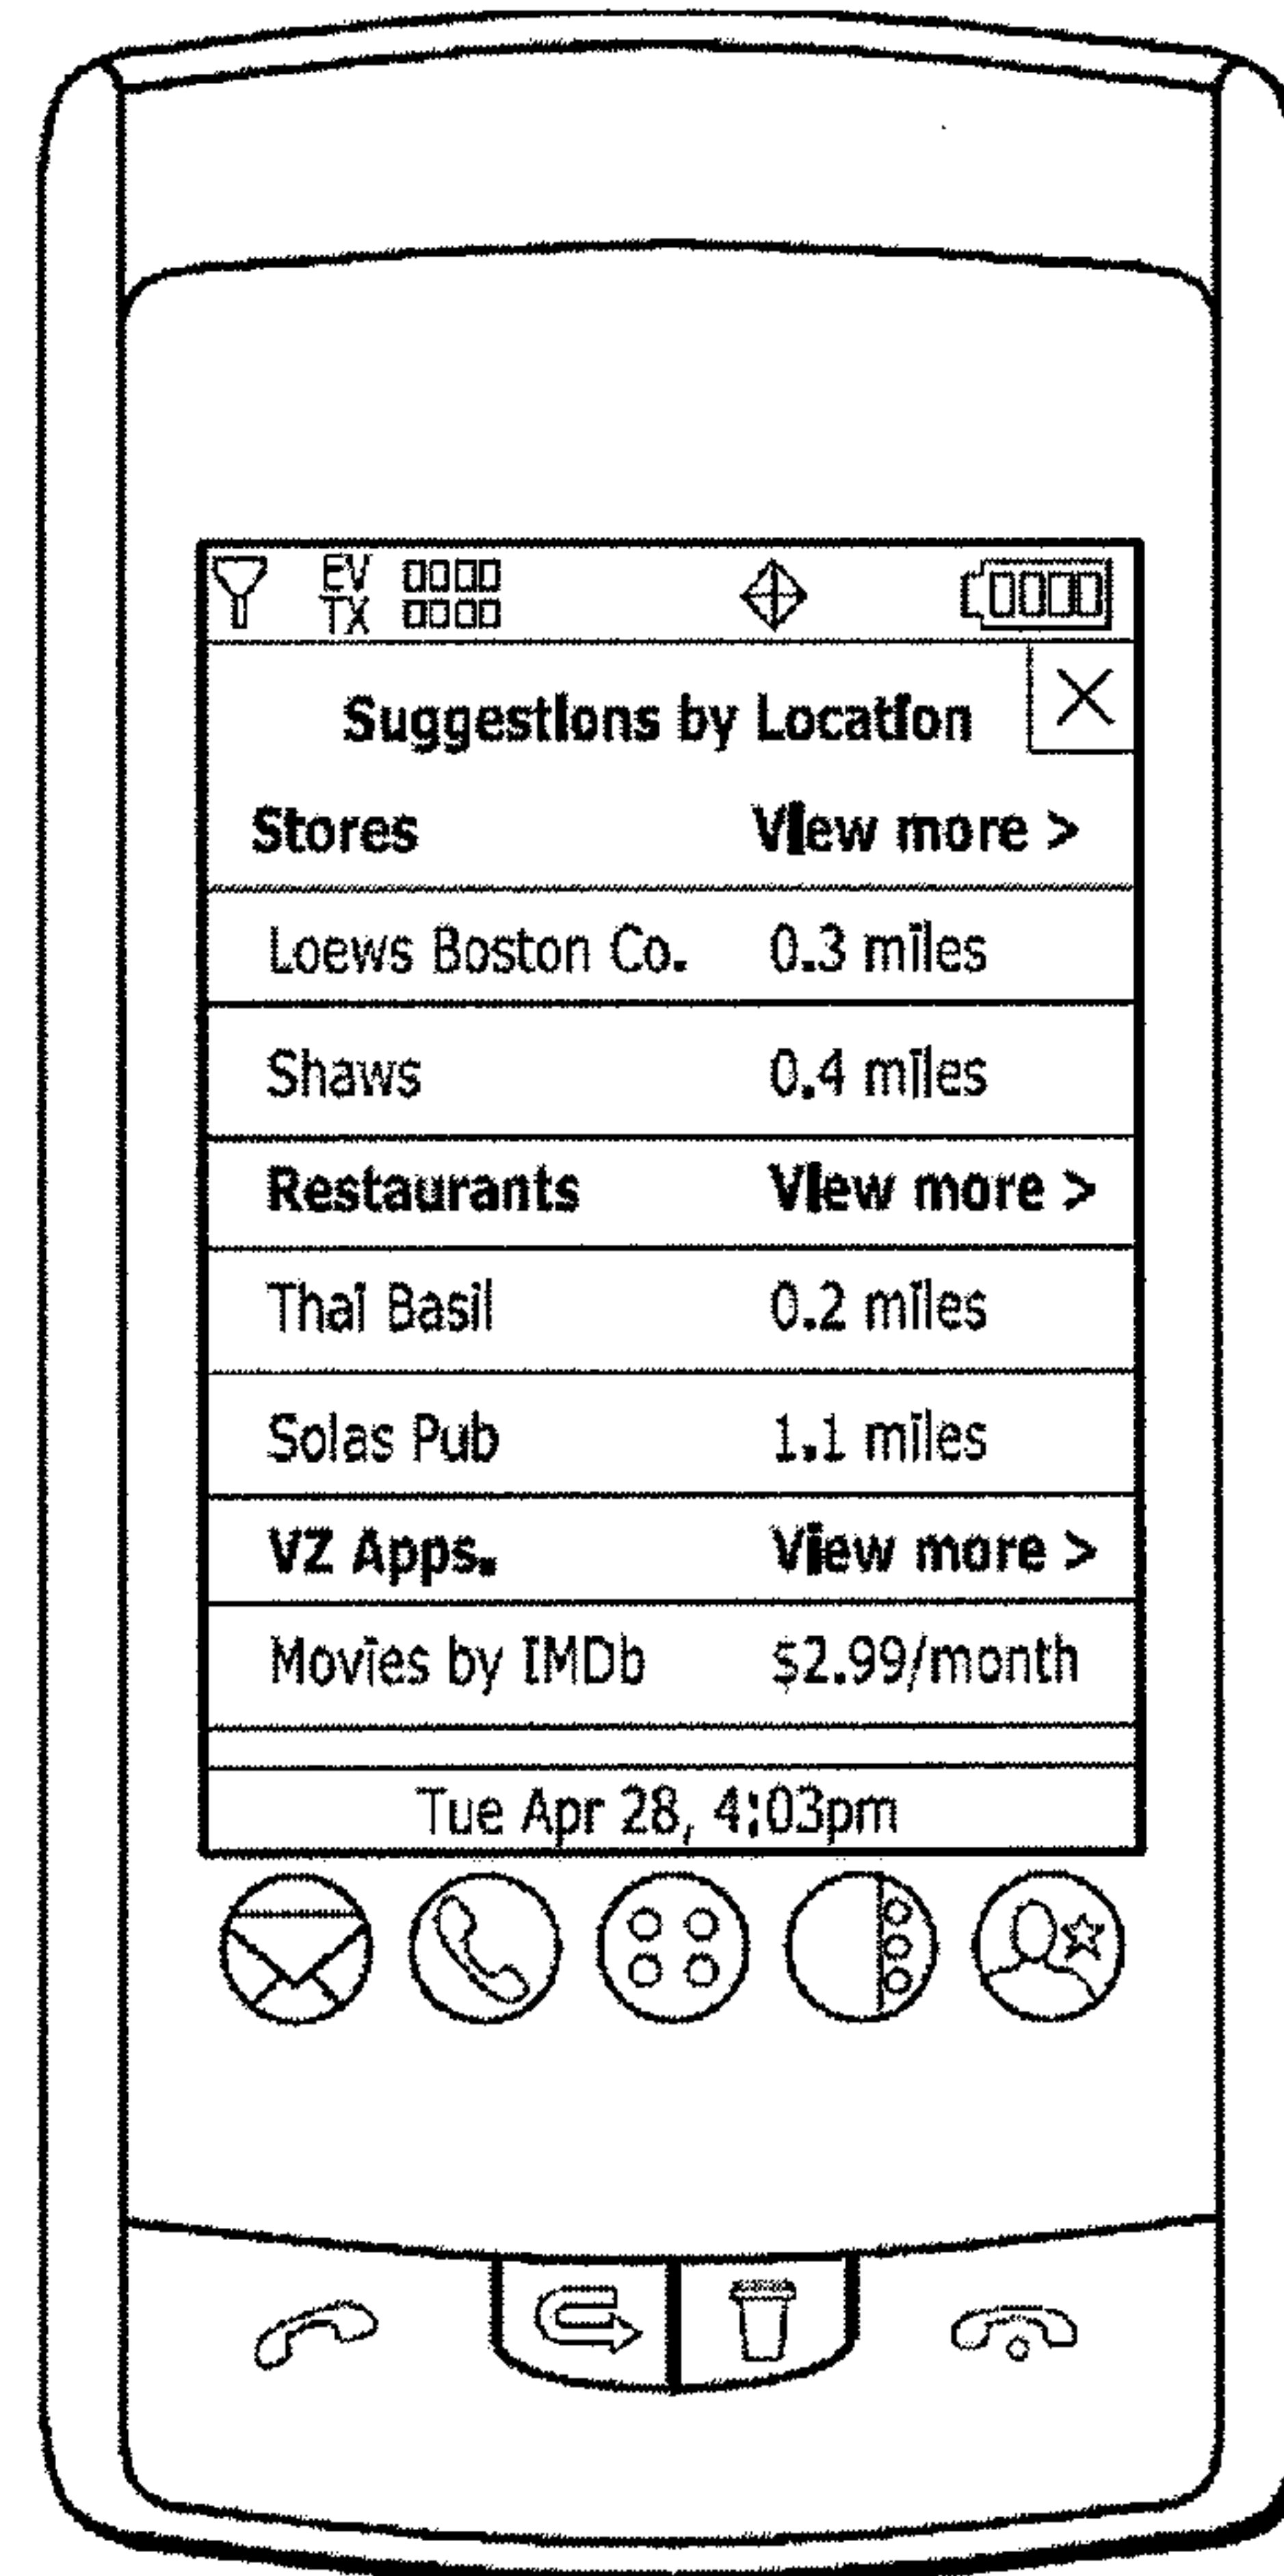 EV
TX
Suggestions by Location
Stores View more >
Loews Boston Co. 0.3 miles
Shaws 0.4 miles
Restaurants View more >
Thai Basil 0.2 miles
Solas Pub 1.1 miles
VZ Apps. View more >
Movies by IMDb $2.99/month
Tue Apr 28, 4:03pm